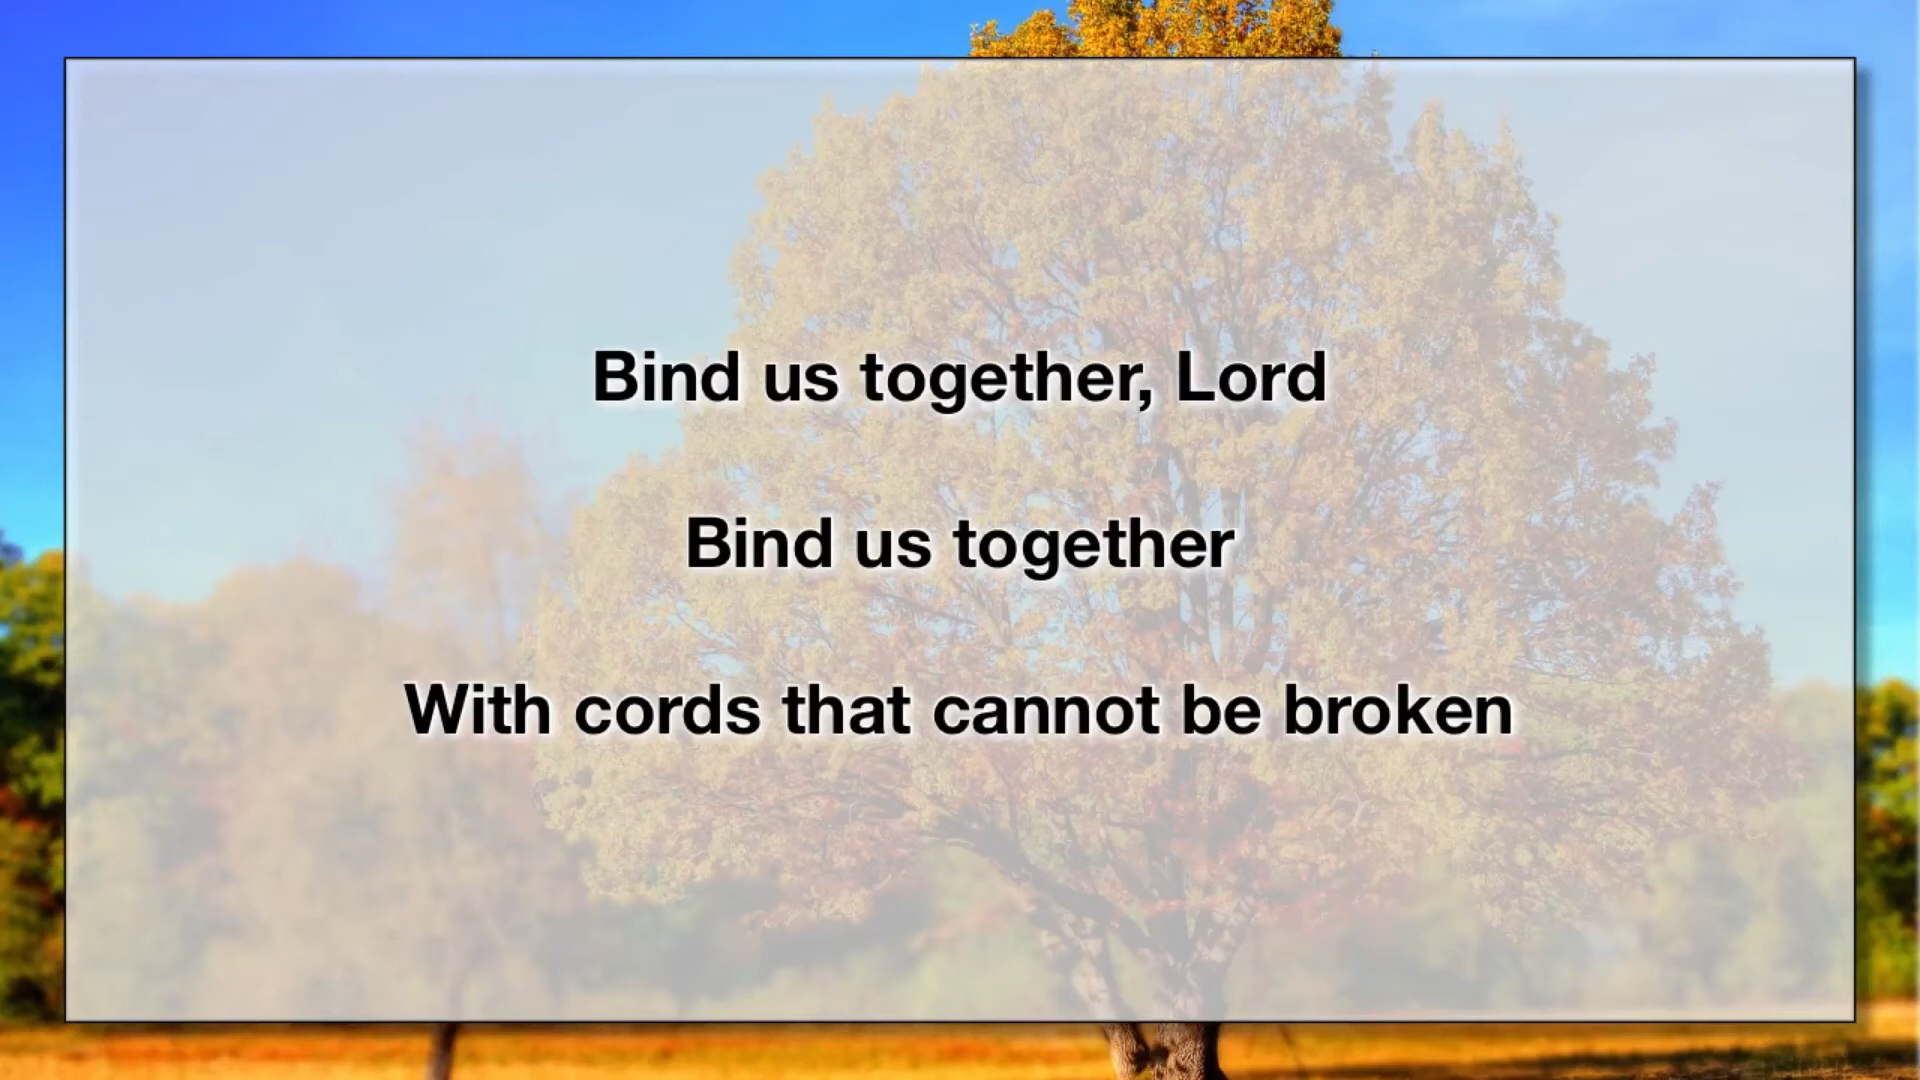 Bind us together, Lord
Bind us together
With cords that cannot be broken